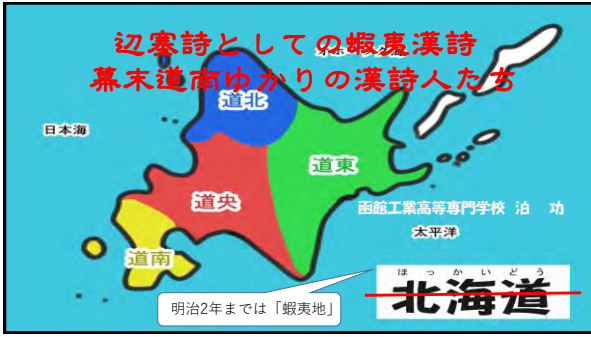 辺塞詩としての蝦夷漢詩
オホーツク海
幕末道南ゆかりの漢詩人たち
道北
日本海
道東
道央
函館工業高等専門学校 泊 功
太平洋
道南
ほっかいどう
北海道
明治2年までは「蝦夷地」